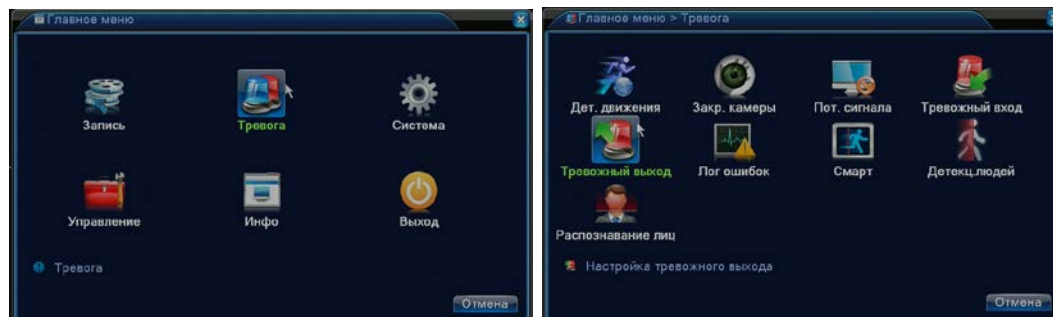 Главное меню
Запись
Тревога
Система
Управление
Инфо
Выход
Тревога
Отмена
Главное меню > Тревога
Дет. движения
Закр. камеры
Пот. сигнала
Тревожный вход
Тревожный выход
Лог ошибок
Смарт
Детекц.людей
Распознавание лиц
Настройка тревожного выхода
Отмена